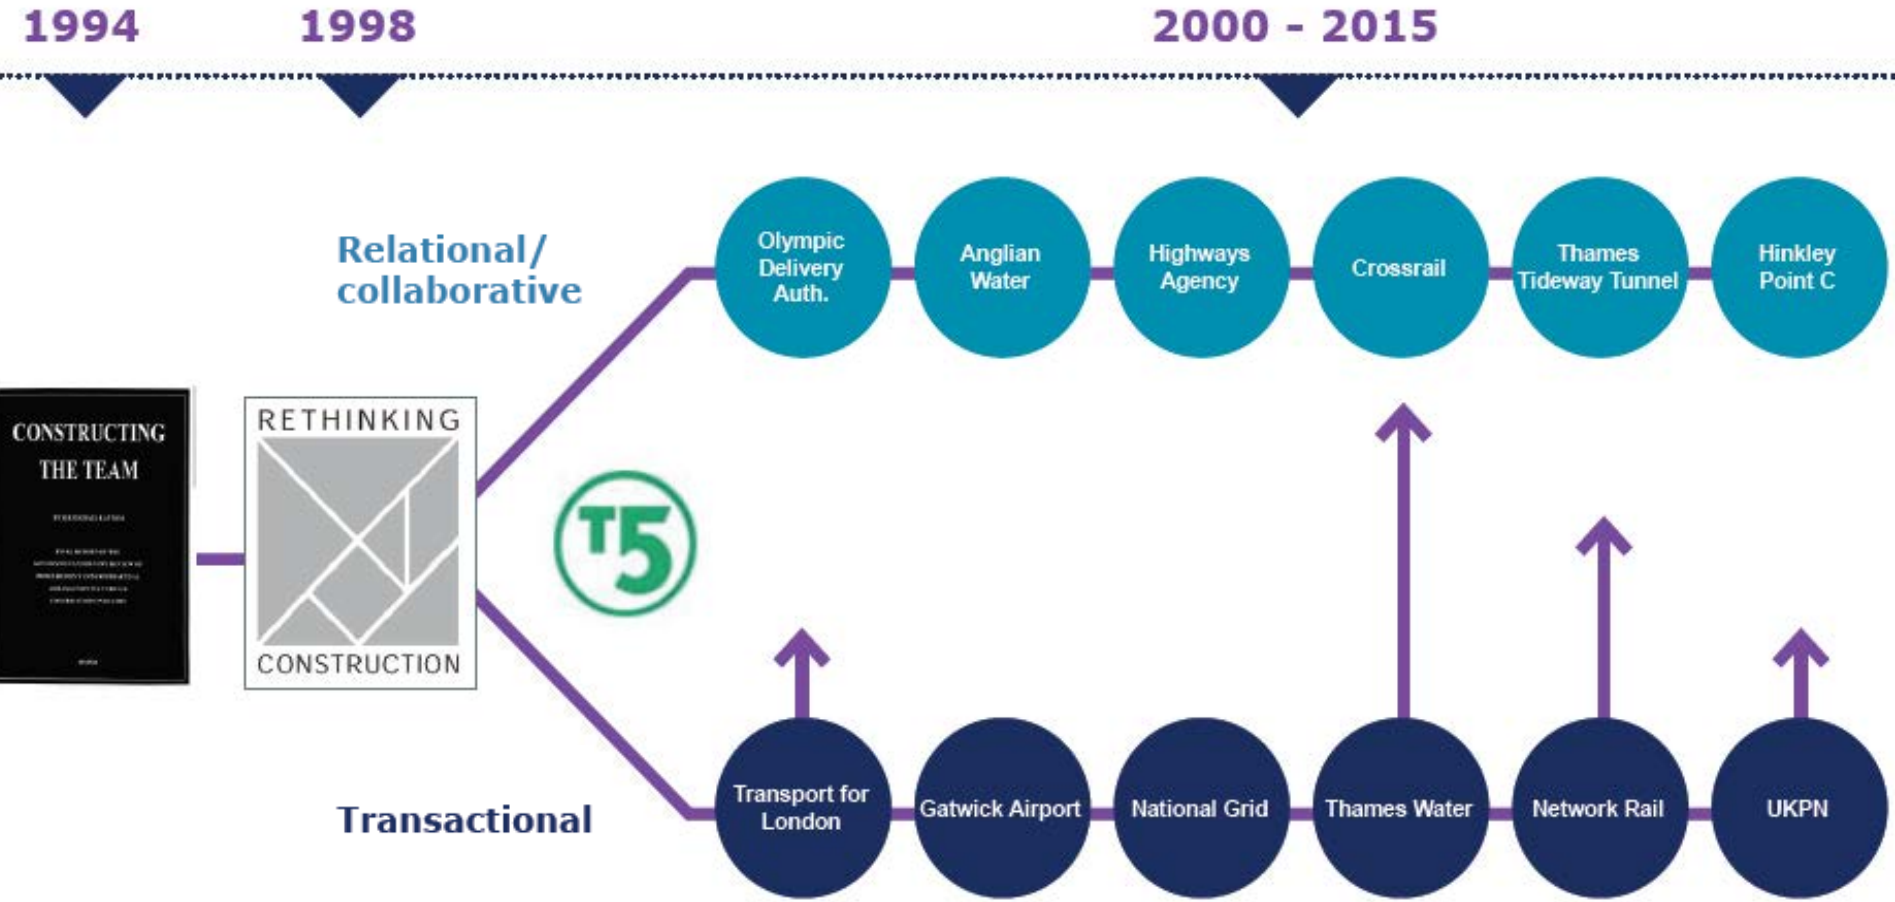 1994
1998
2000 - 2015
Relational/
collaborative
Olympic
Delivery
Auth.
Anglian
Water
Highways
Agency
Crossrail
Thames
Tideway Tunnel
Hinkley
Point C
CONSTRUCTING
THE TEAM
RETHINKING
CONSTRUCTION
T5
Transactional
Transport for
London
Gatwick Airport
National Grid
Thames Water
Network Rail
UKPN